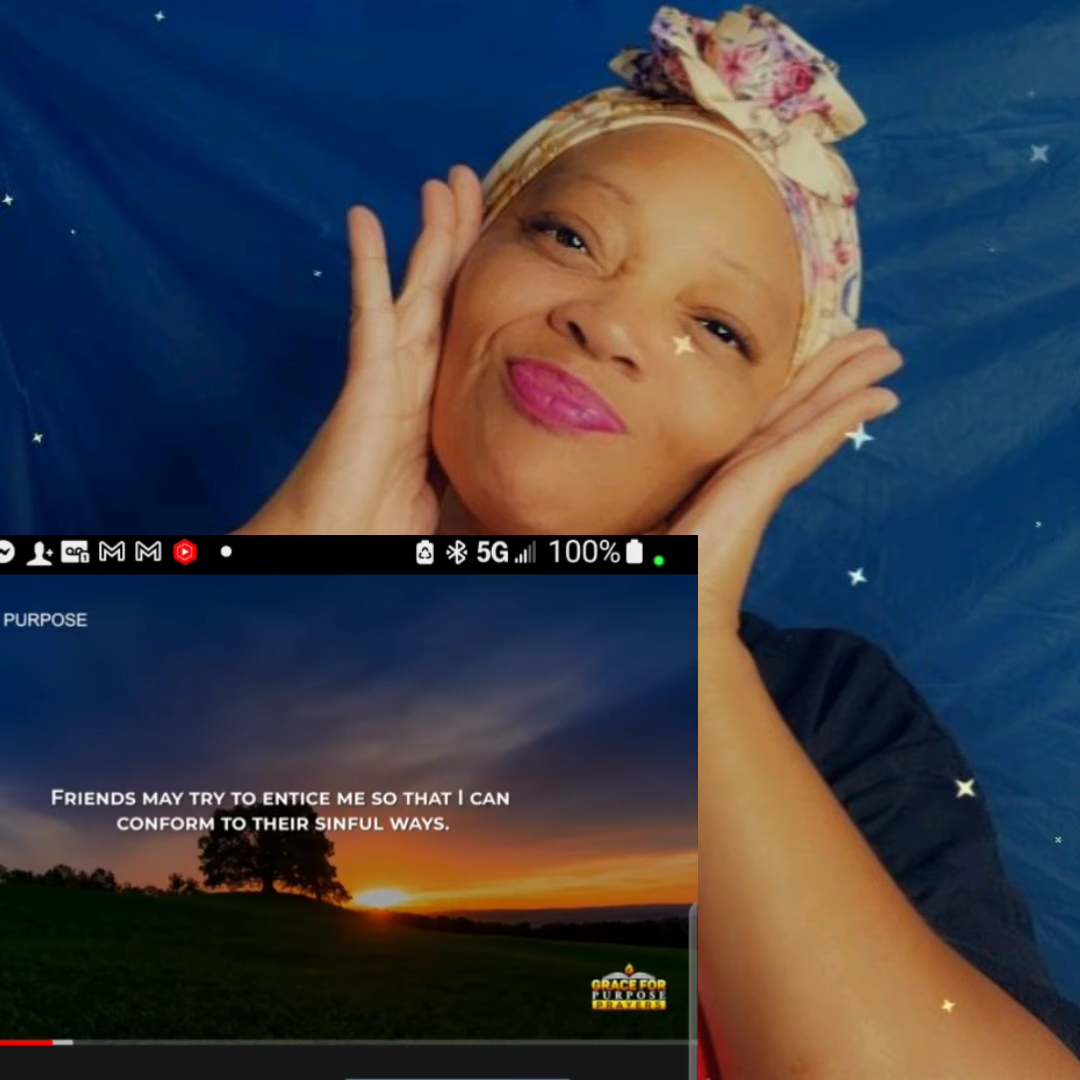 5G 100%
PURPOSE
FRIENDS MAY TRY TO ENTICE ME SO THAT I CAN
CONFORM TO THEIR SINFUL WAYS.
GRACE FOR
PURPOSE
PRAYERS